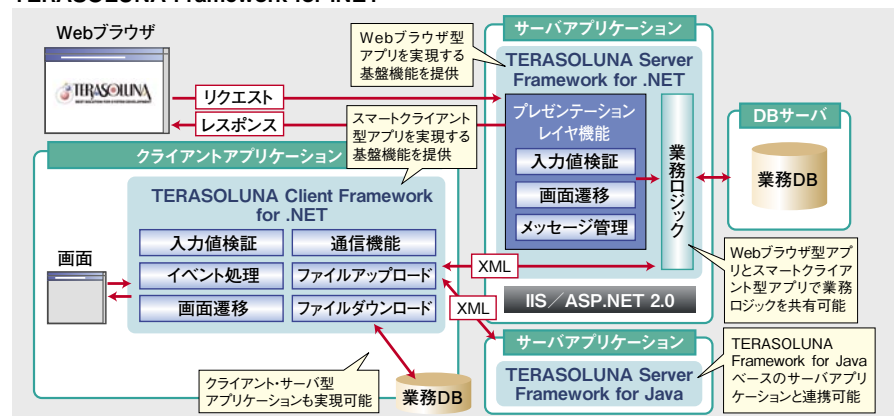 TERASOLUNA Framework for .NET
Webブラウザ
TERASOLUNA
リクエスト
レスポンス
Webブラウザ型
アプリを実現する
基盤機能を提供
スマートクライアント
型アプリを実現する
基盤機能を提供
サーバアプリケーション
TERASOLUNA Server
Framework for .NET
プレゼンテーション
レイヤ機能
入力値検証
画面遷移
メッセージ管理
業務ロジック
IIS／ASP.NET 2.0
DBサーバ
業務DB
Webブラウザ型アプ
リとスマートクライア
ント型アプリで業務
ロジックを共有可能
クライアントアプリケーション
TERASOLUNA Client Framework
for .NET
入力値検証
通信機能
イベント処理
ファイルアップロード
画面遷移
ファイルダウンロード
画面
XML
XML
クライアント・サーバ型
アプリケーションも実現可能
業務DB
サーバアプリケーション
TERASOLUNA Server
Framework for Java
TERASOLUNA
Framework for Java
ベースのサーバアプリ
ケーションと連携可能